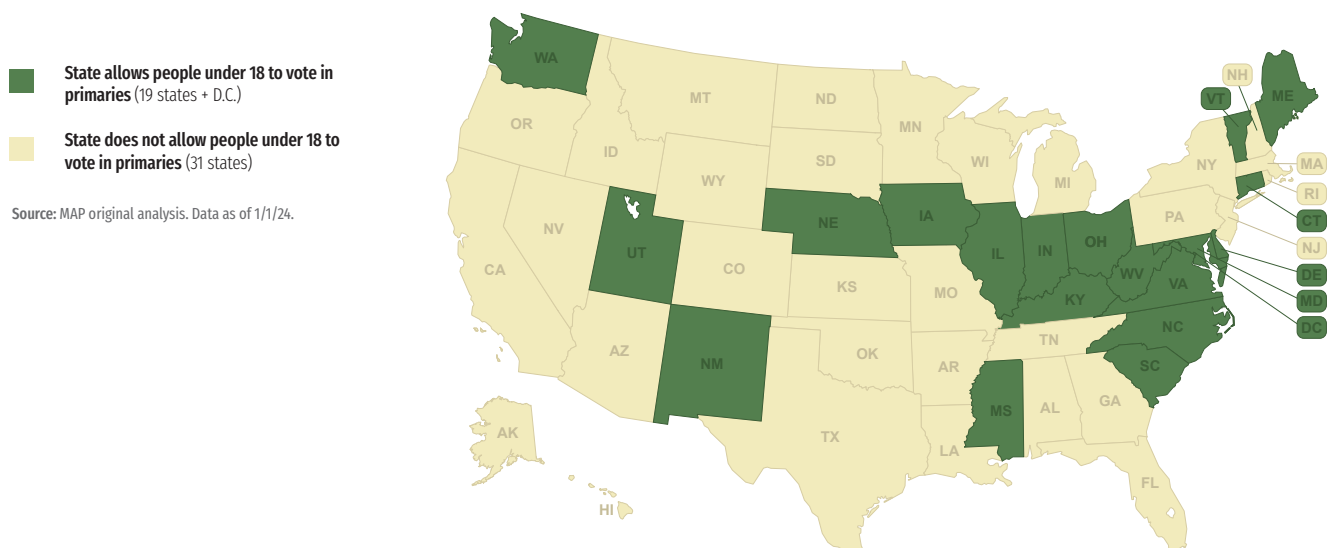 State allows people under 18 to vote in
primaries (19 states + D.C.)
State does not allow people under 18 to
vote in primaries (31 states)
Source: MAP original analysis. Data as of 1/1/24.
WA
OR
CA
NV
ID
MT
WY
UT
AZ
CO
NM
ND
SD
NE
KS
OK
TX
MN
IA
MO
AR
LA
WI
IL
MI
IN
OH
KY
TN
MS
AL
GA
FL
SC
NC
VA
WV
PA
NY
VT
NH
ME
MA
RI
CT
NJ
DE
MD
DC
AK
HI